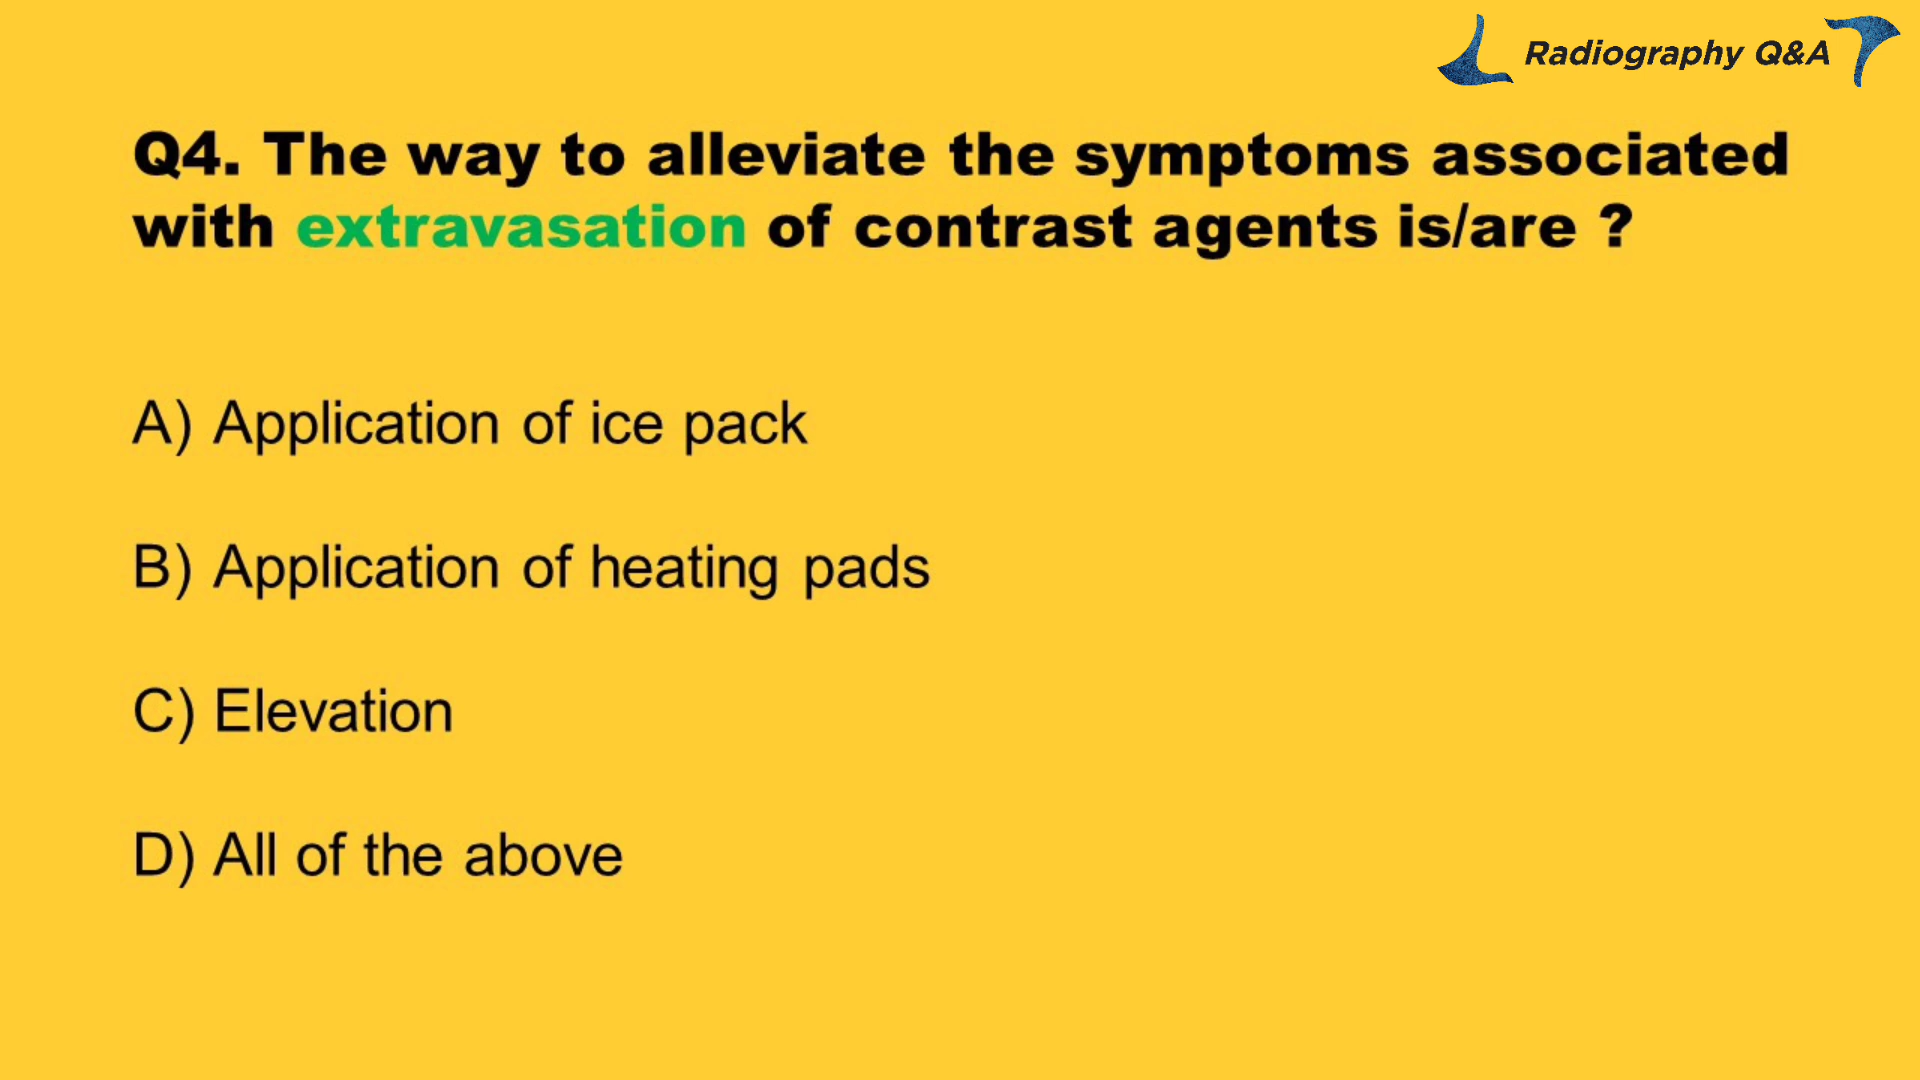 Radiography Q&A
Q4. The way to alleviate the symptoms associated
with extravasation of contrast agents is/are ?
A) Application of ice pack
B) Application of heating pads
C) Elevation
D) All of the above